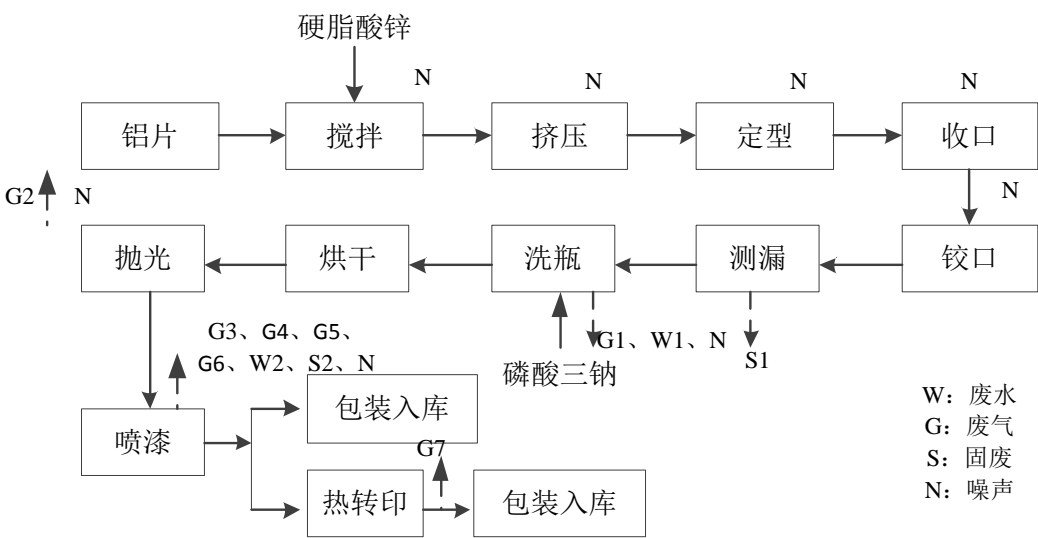 硬脂酸锌
N
N
N
N
铝片
搅拌
挤压
定型
收口
G2
N
N
抛光
烘干
洗瓶
测漏
铰口
G3、G4、G5、
G6、W2、S2、N
G1、W1、N
S1
磷酸三钠
喷漆
包装入库
G7
热转印
包装入库
W：废水
G：废气
S：固废
N：噪声